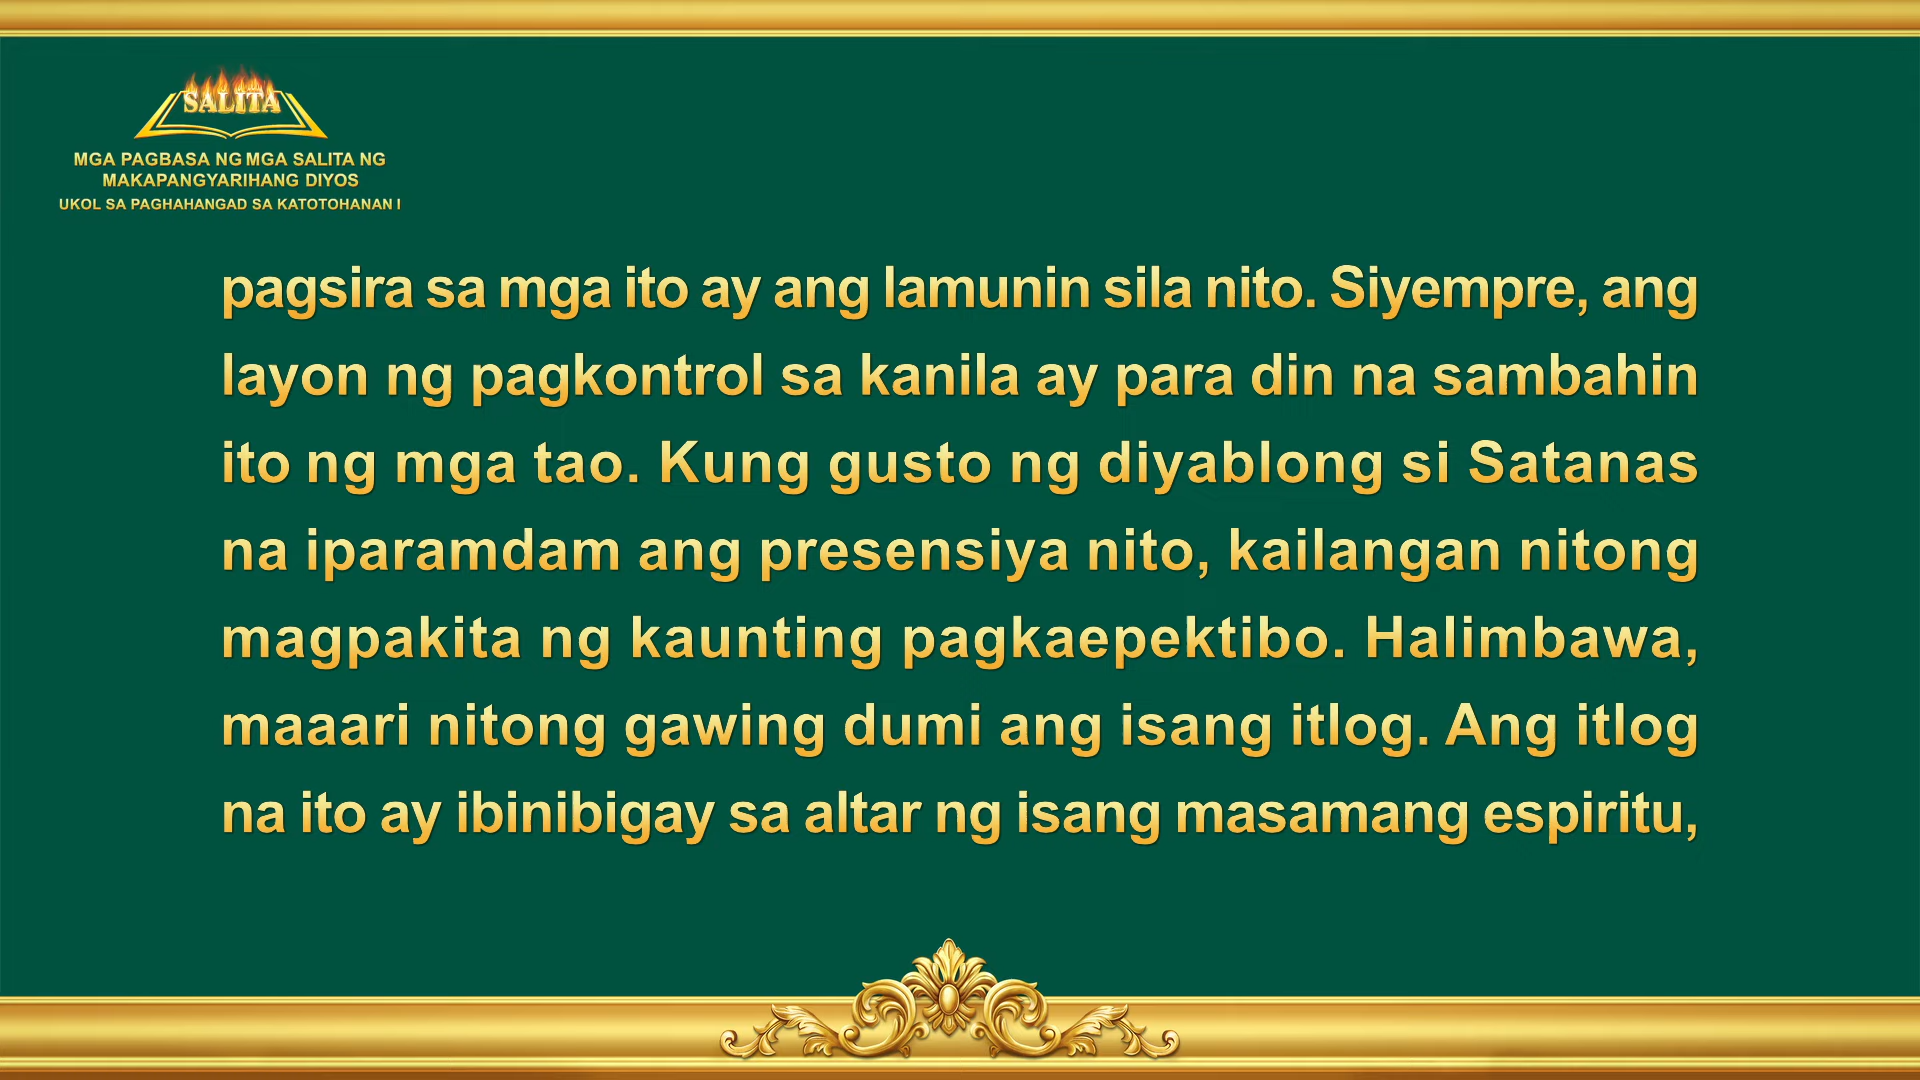 SALITA
MGA PAGBASA NG MGA SALITA NG
MAKAPANGYARIHANG DIYOS
UKOL SA PAGHAHANGAD SA KATOTOHANAN I
pagsira sa mga ito ay ang lamunin sila nito. Siyempre, ang
layon ng pagkontrol sa kanila ay para din na sambahin
ito ng mga tao. Kung gusto ng diyablong si Satanas
na iparamdam ang presensiya nito, kailangan nitong
magpakita ng kaunting pagkaepektibo. Halimbawa,
maaari nitong gawing dumi ang isang itlog. Ang itlog
na ito ay ibinibigay sa altar ng isang masamang espiritu,